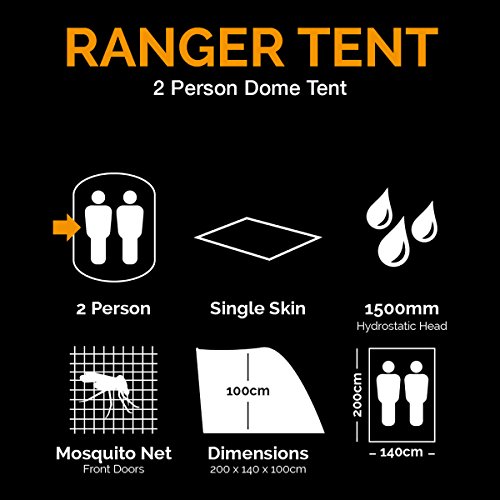 RANGER TENT
2 Person Dome Tent
2 Person
Single Skin
1500mm
Hydrostatic Head
100cm
200cm
140cm
Mosquito Net
Front Doors
Dimensions
200 x 140 x 100cm